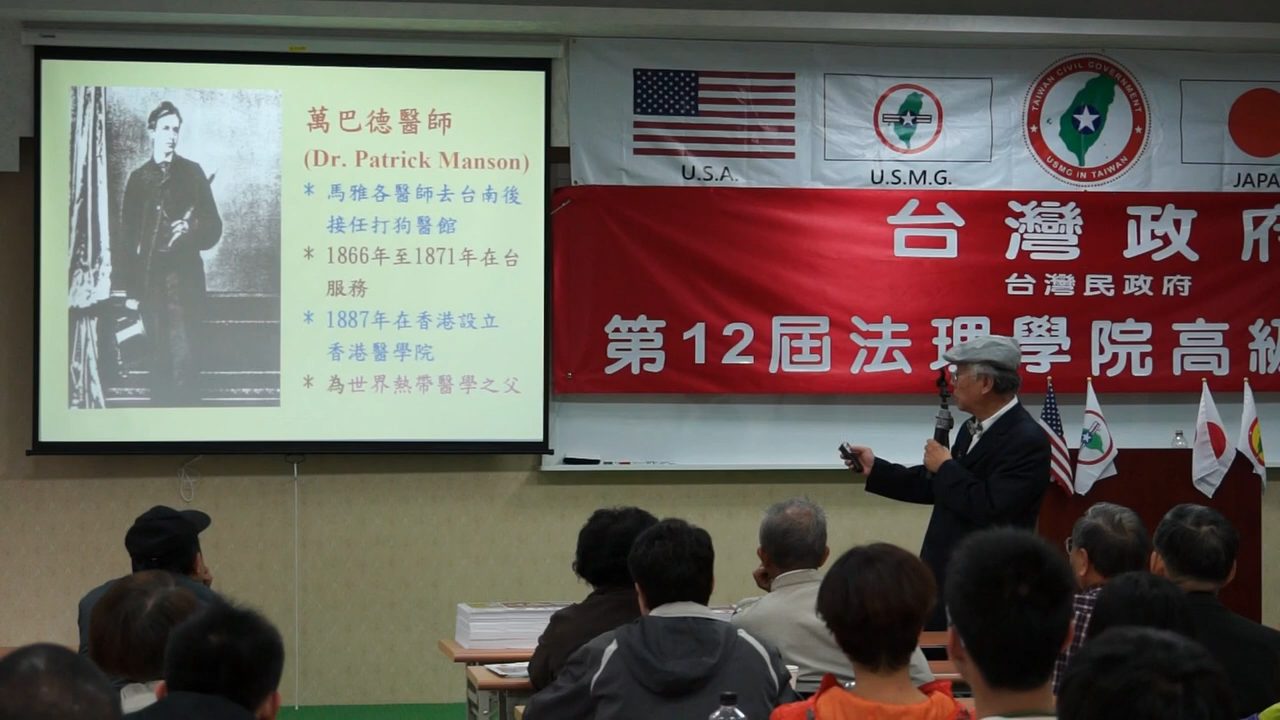 萬巴德醫師
(Dr. Patrick Manson)
* 馬雅各醫師去台南後
接任打狗醫館
* 1866年至1871年在台
服務
* 1887年在香港設立
香港醫學院
* 為世界熱帶醫學之父
U.S.A.
U.S.M.G.
TAIWAN CIVIL GOVERNMENT
USMG IN TAIWAN
JAPA
台灣政府
台灣民政府
第12屆法理學院高級